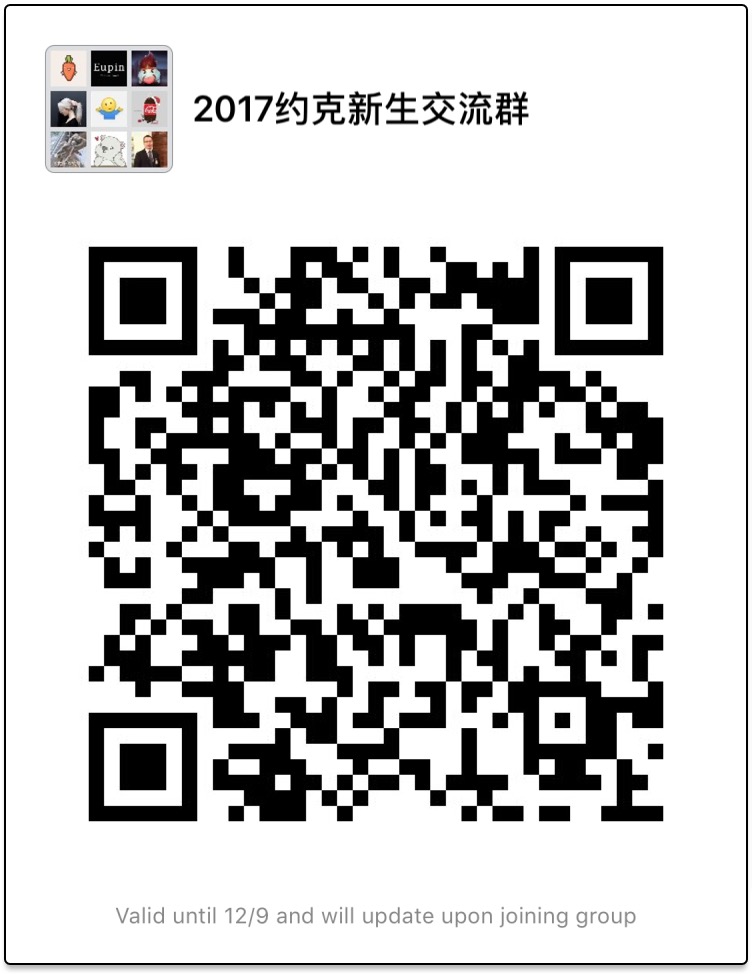 Eupin
2017约克新生交流群
Valid until 12/9 and will update upon joining group